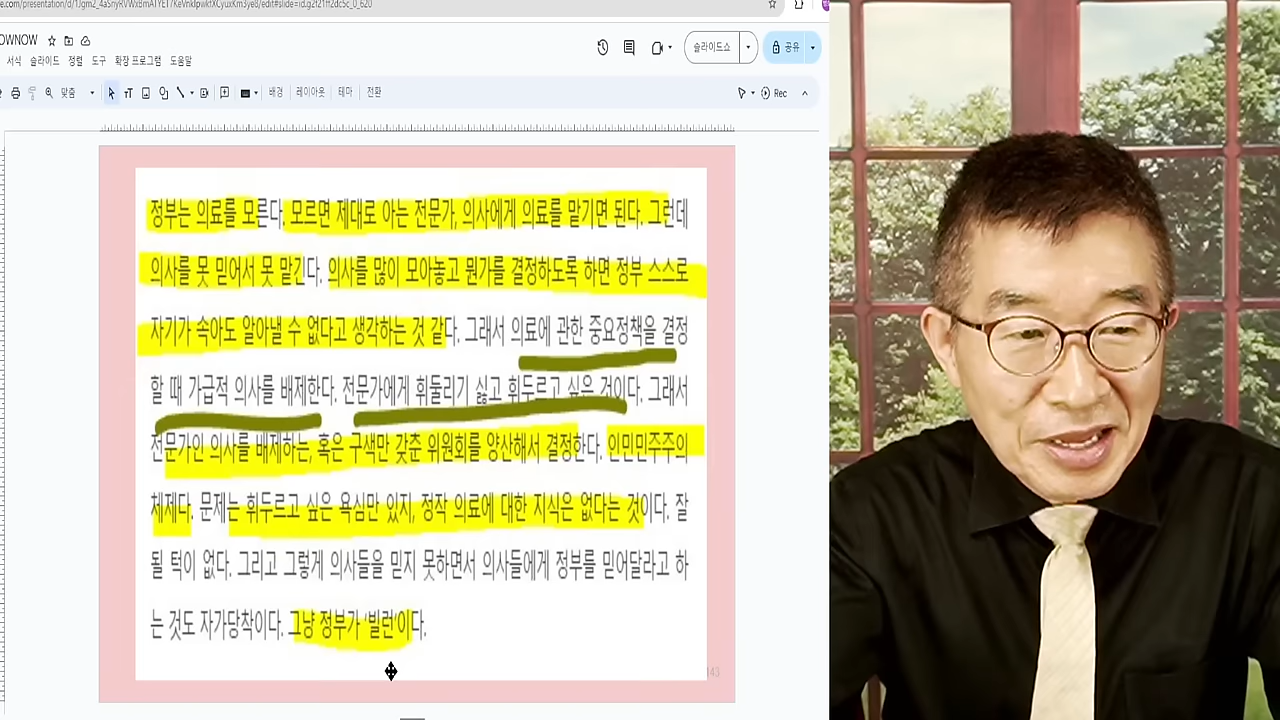 OWNOW
서식 슬라이드 정렬 도구 확장 프로그램 도움말
슬라이드쇼
공유
맞춤
배경 레이아웃 테마 전환
Rec
정부는 의료를 모른다. 모르면 제대로 아는 전문가, 의사에게 의료를 맡기면 된다. 그런데
의사를 못 믿어서 못 맡긴다. 의사를 많이 모아놓고 뭔가를 결정하도록 하면 정부 스스로
자기가 속아도 알아낼 수 없다고 생각하는 것 같다. 그래서 의료에 관한 중요정책을 결정
할 때 가급적 의사를 배제한다. 전문가에게 휘둘리기 싫고 휘두르고 싶은 것이다. 그래서
전문가인 의사를 배제하는, 혹은 구색만 갖춘 위원회를 양산해서 결정한다. 인민민주주의
체제다. 문제는 휘두르고 싶은 욕심만 있지, 정작 의료에 대한 지식은 없다는 것이다. 잘
될 턱이 없다. 그리고 그렇게 의사들을 믿지 못하면서 의사들에게 정부를 믿어달라고 하
는 것도 자가당착이다. 그냥 정부가 '빌런'이다.
143